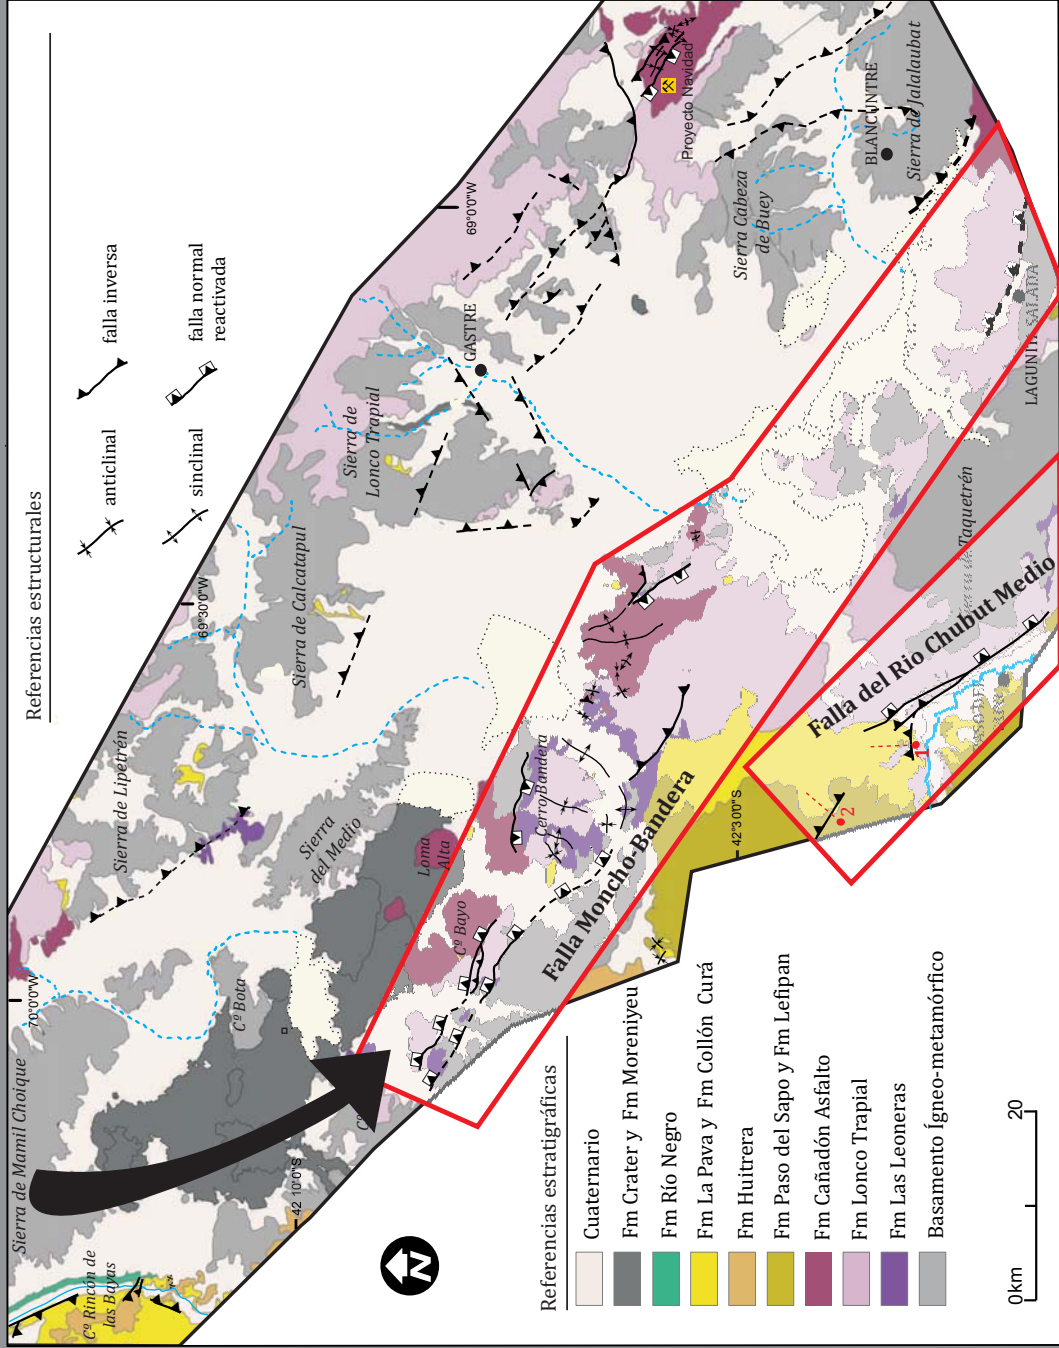 Referencias estructurales
anticlinal
falla inversa
sinclinal
falla normal
reactivada
Sierra de Mamil Choique
Cº Rincón de
las Bayas
70°0'0"W
69°30'0"W
69°0'0"W
42 10'0"S
42°30'0"S
Sierra de Lipetrén
Sierra de Calcatapul
Sierra de
Lonco Trapial
GASTRE
Proyecto Navidad
Sierra Cabeza
de Buey
BLANCUNTRE
Sierra de Jalalaubat
Cº Bota
Sierra
del Medio
Loma
Alta
Cº Bayo
Cerro Bandera
Falla Moncho-Bandera
LAGUNITA SALADA
Taquetrén
Falla del Rio Chubut Medio
1
2
N
Referencias estratigráficas
Cuaternario
Fm Crater y Fm Moreniyeu
Fm Río Negro
Fm La Pava y Fm Collón Curá
Fm Huitrera
Fm Paso del Sapo y Fm Lefipan
Fm Cañadón Asfalto
Fm Lonco Trapial
Fm Las Leoneras
Basamento Ígneo-metamórfico
0km
20